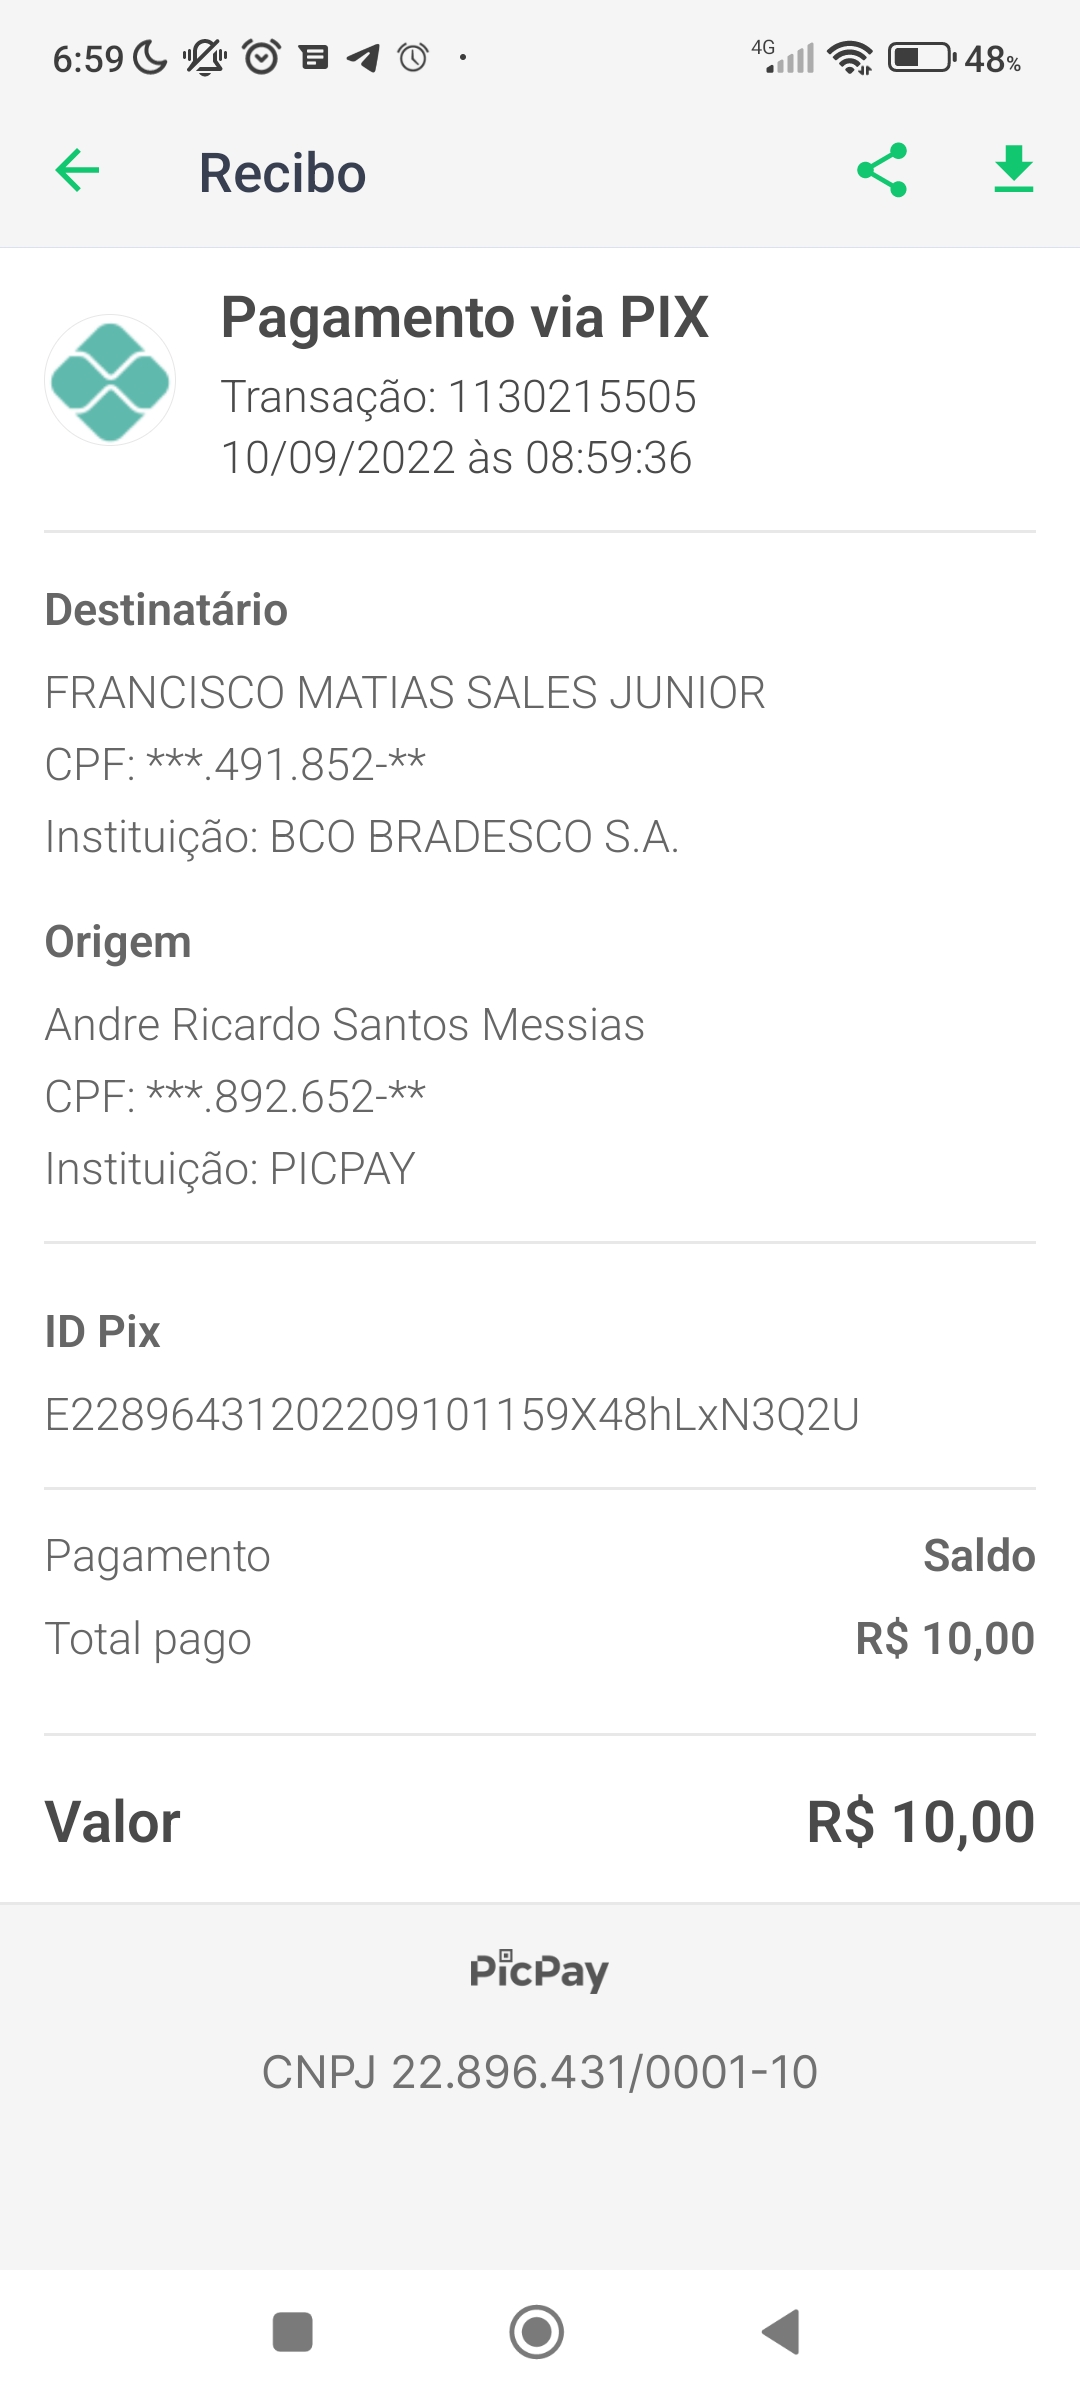 6:59
4G 48%
Recibo
Pagamento via PIX
Transação: 1130215505
10/09/2022 às 08:59:36
Destinatário
FRANCISCO MATIAS SALES JUNIOR
CPF: ***.491.852-**
Instituição: BCO BRADESCO S.A.
Origem
Andre Ricardo Santos Messias
CPF: ***.892.652-**
Instituição: PICPAY
ID Pix
E22896431202209101159X48hLxN3Q2U
Pagamento Saldo
Total pago R$ 10,00
Valor R$ 10,00
PicPay
CNPJ 22.896.431/0001-10